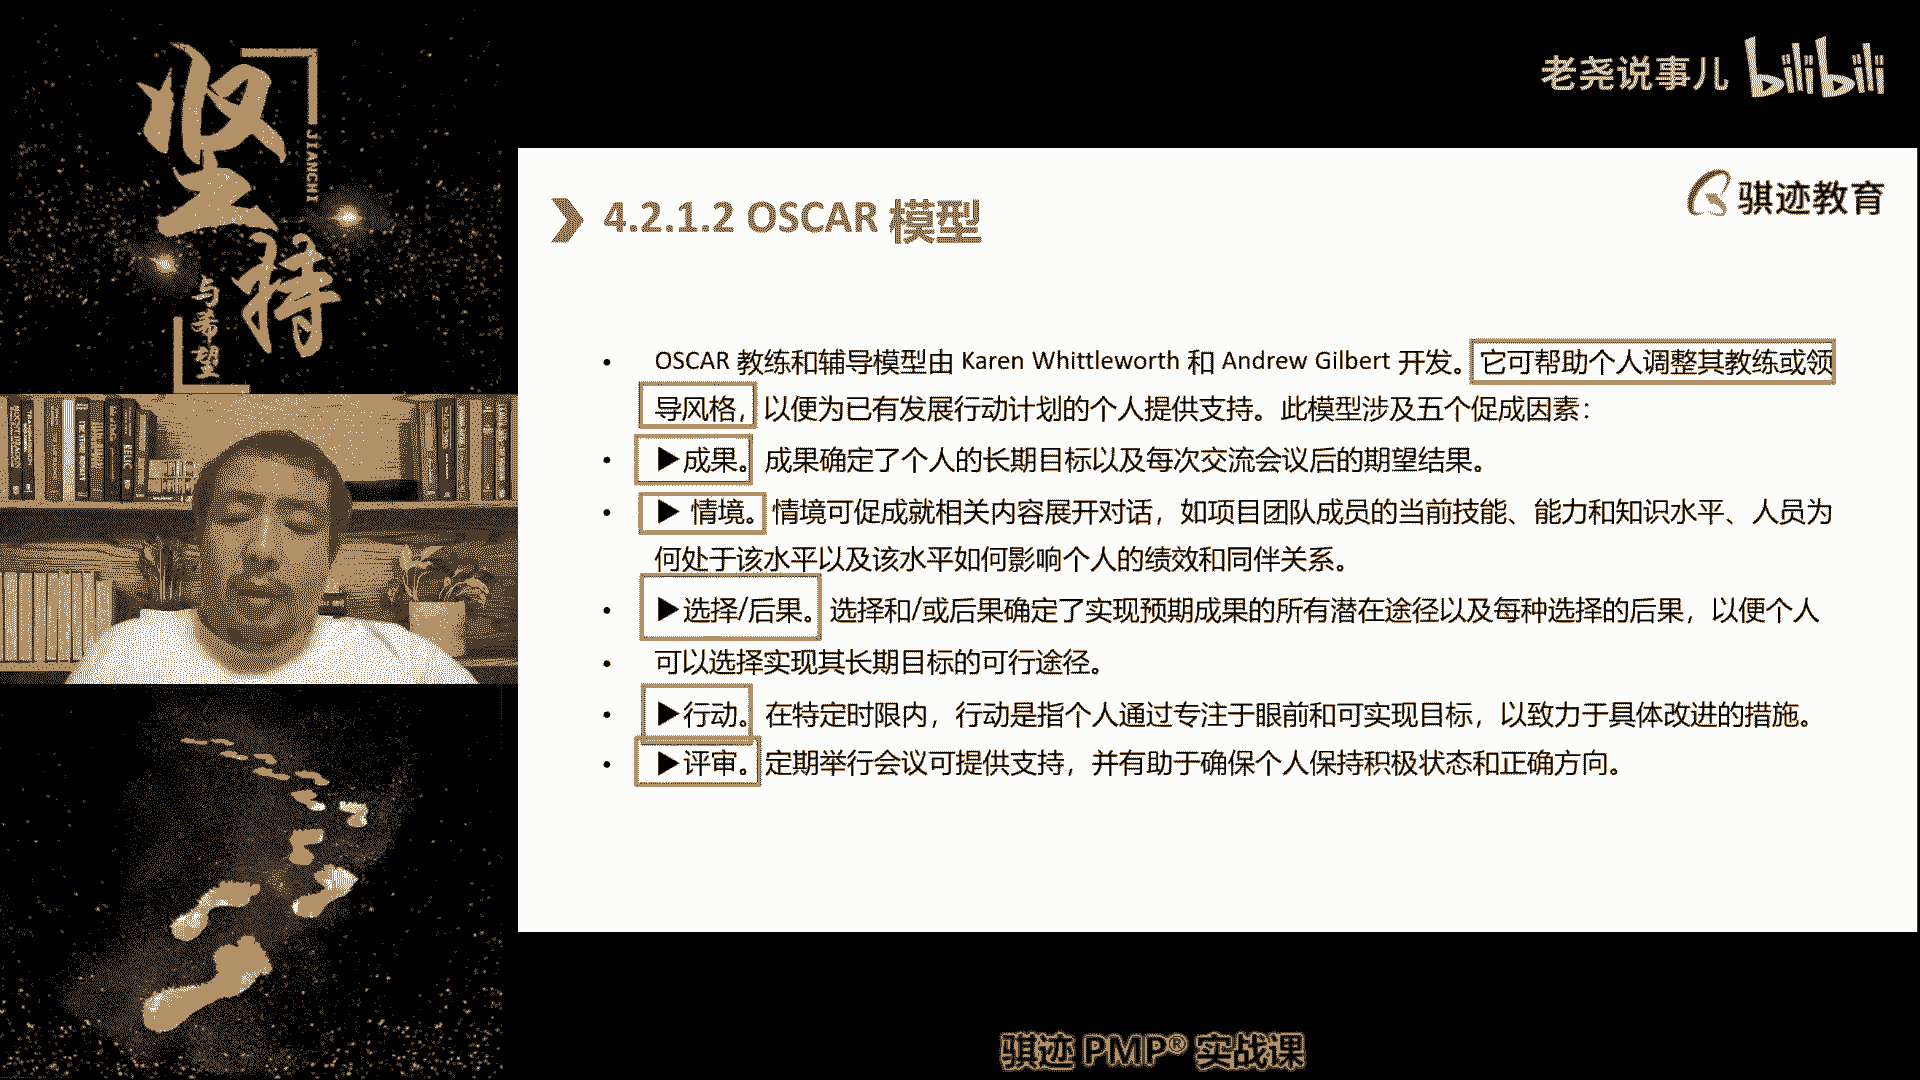 坚持
JIANCHI
与希望
老尧说事儿 bilibili
骐迹教育
4.2.1.2 OSCAR 模型
• OSCAR 教练和辅导模型由 Karen Whittleworth 和 Andrew Gilbert 开发。它可帮助个人调整其教练或领
导风格，以便为已有发展行动计划的个人提供支持。此模型涉及五个促成因素：
• ▶成果。成果确定了个人的长期目标以及每次交流会议后的期望结果。
• ▶ 情境。情境可促成就相关内容展开对话，如项目团队成员的当前技能、能力和知识水平、人员为
何处于该水平以及该水平如何影响个人的绩效和同伴关系。
• ▶选择/后果。选择和/或后果确定了实现预期成果的所有潜在途径以及每种选择的后果，以便个人
• 可以选择实现其长期目标的可行途径。
• ▶行动。在特定时限内，行动是指个人通过专注于眼前和可实现目标，以致力于具体改进的措施。
• ▶评审。定期举行会议可提供支持，并有助于确保个人保持积极状态和正确方向。
骐迹 PMP® 实战课